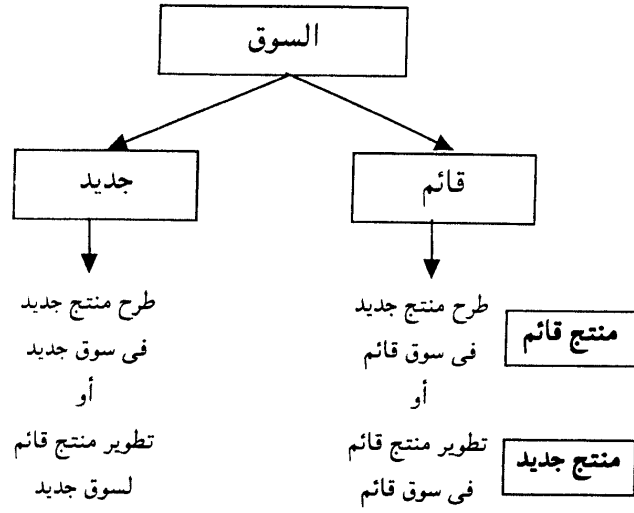 السوق
قائم
جديد
منتج قائم
طرح منتج جديد
فى سوق قائم
أو
منتج جديد
تطوير منتج قائم
فى سوق قائم
طرح منتج جديد
فى سوق جديد
أو
تطوير منتج قائم
لسوق جديد